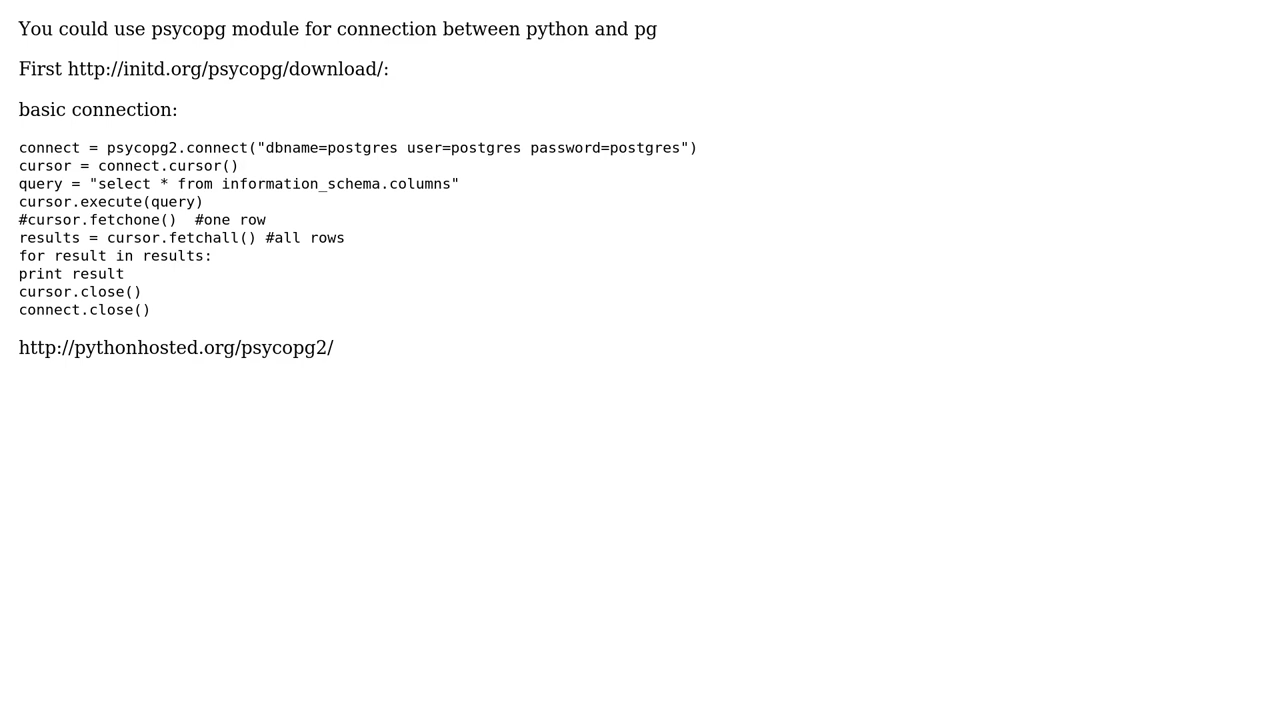 You could use psycopg module for connection between python and pg
First http://initd.org/psycopg/download/:
basic connection:
connect = psycopg2.connect("dbname=postgres user=postgres password=postgres")
cursor = connect.cursor()
query = "select * from information_schema.columns"
cursor.execute(query)
#cursor.fetchone()  #one row
results = cursor.fetchall() #all rows
for result in results:
print result
cursor.close()
connect.close()
http://pythonhosted.org/psycopg2/